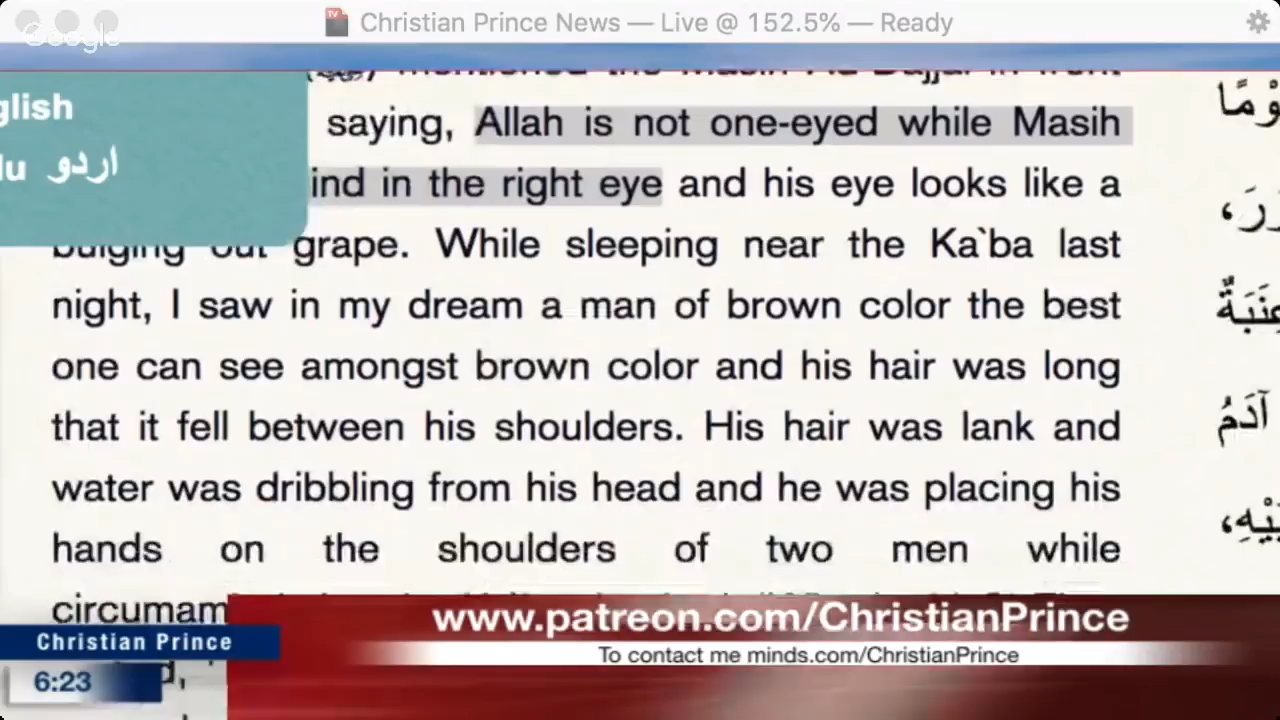 Christian Prince News — Live @ 152.5% — Ready
Google
glish
اردو
saying, Allah is not one-eyed while Masih
ind in the right eye and his eye looks like a
bulging out grape. While sleeping near the Ka`ba last
night, I saw in my dream a man of brown color the best
one can see amongst brown color and his hair was long
that it fell between his shoulders. His hair was lank and
water was dribbling from his head and he was placing his
hands on the shoulders of two men while
circumam
آدَمُ
www.patreon.com/ChristianPrince
To contact me minds.com/ChristianPrince
Christian Prince
6:23